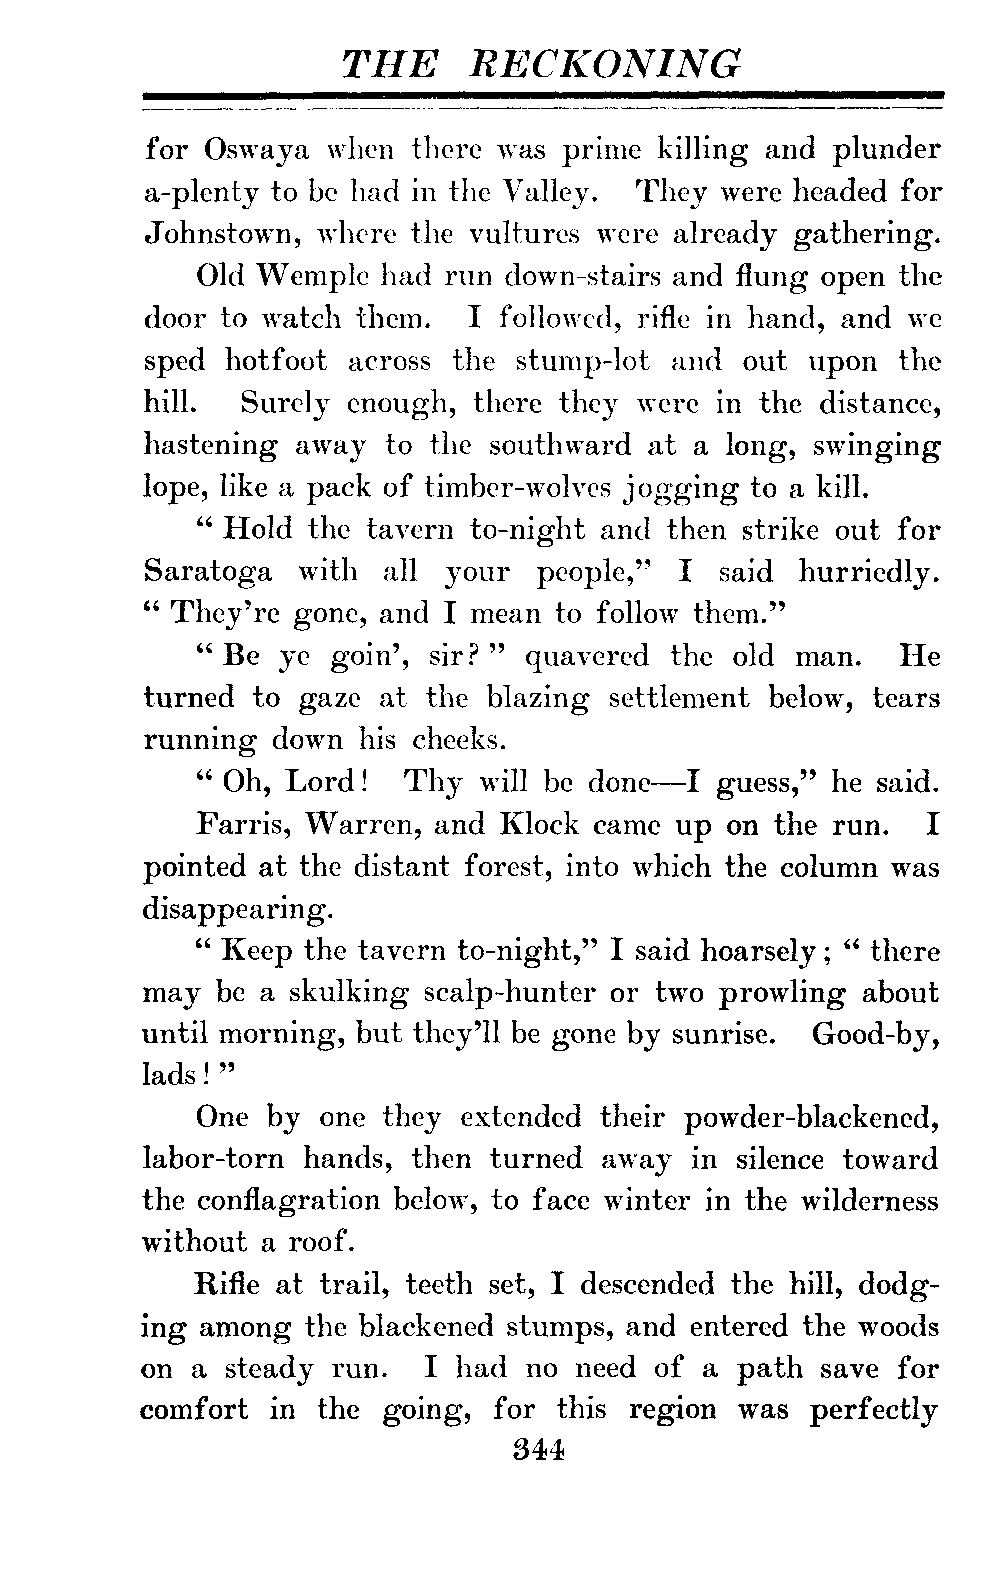 THE RECKONING
for Oswaya when there was prime killing and plunder
a-plenty to be had in the Valley. They were headed for
Johnstown, where the vultures were already gathering.
Old Wemple had run down-stairs and flung open the
door to watch them. I followed, rifle in hand, and we
sped hotfoot across the stump-lot and out upon the
hill. Surely enough, there they were in the distance,
hastening away to the southward at a long, swinging
lope, like a pack of timber-wolves jogging to a kill.
“ Hold the tavern to-night and then strike out for
Saratoga with all your people,” I said hurriedly.
“ They’re gone, and I mean to follow them.”
“ Be ye goin’, sir? ” quavered the old man. He
turned to gaze at the blazing settlement below, tears
running down his cheeks.
“ Oh, Lord! Thy will be done—I guess,” he said.
Farris, Warren, and Klock came up on the run. I
pointed at the distant forest, into which the column was
disappearing.
“ Keep the tavern to-night,” I said hoarsely; “ there
may be a skulking scalp-hunter or two prowling about
until morning, but they’ll be gone by sunrise. Good-by,
lads! ”
One by one they extended their powder-blackened,
labor-torn hands, then turned away in silence toward
the conflagration below, to face winter in the wilderness
without a roof.
Rifle at trail, teeth set, I descended the hill, dodg-
ing among the blackened stumps, and entered the woods
on a steady run. I had no need of a path save for
comfort in the going, for this region was perfectly
344